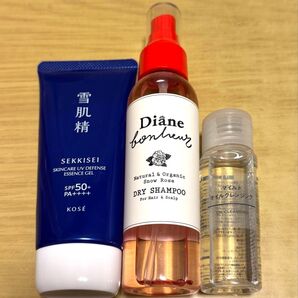 雪肌精
SEKKISEI
SKINCARE UV DEFENSE
ESSENCE GEL
SPF50+
PA++++
KOSÉ
Diâne
bonheur
Natural & Organic
Snow Rose
DRY SHAMPOO
For Hair & Scalp
マイルド
オイルクレンジング